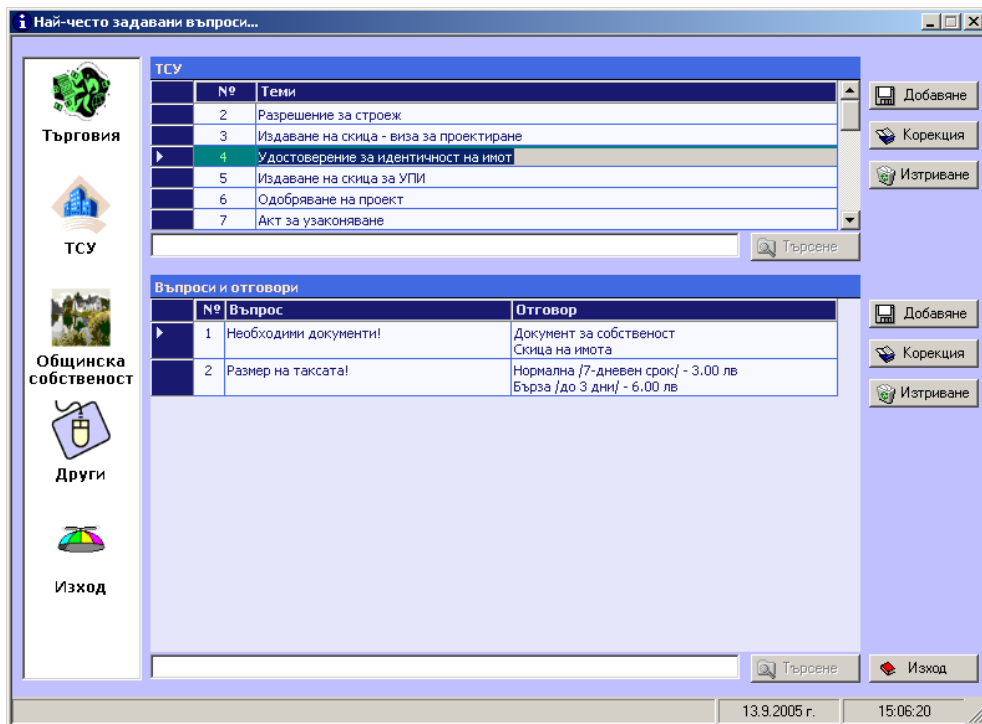 Най-често задавани въпроси...
Търговия
ТСУ
Общинска
собственост
Други
Изход
ТСУ
№ Теми
2 Разрешение за строеж
3 Издаване на скица - виза за проектиране
4 Удостоверение за идентичност на имот
5 Издаване на скица за УПИ
6 Одобряване на проект
7 Акт за узаконяване
Търсене
Добавяне
Корекция
Изтриване
Въпроси и отговори
№ Въпрос Отговор
1 Необходими документи! Документ за собственост
Скица на имота
2 Размер на таксата! Нормална /7-дневен срок/ - 3.00 лв
Бърза /до 3 дни/ - 6.00 лв
Добавяне
Корекция
Изтриване
Търсене
Изход
13.9.2005 г. 15:06:20